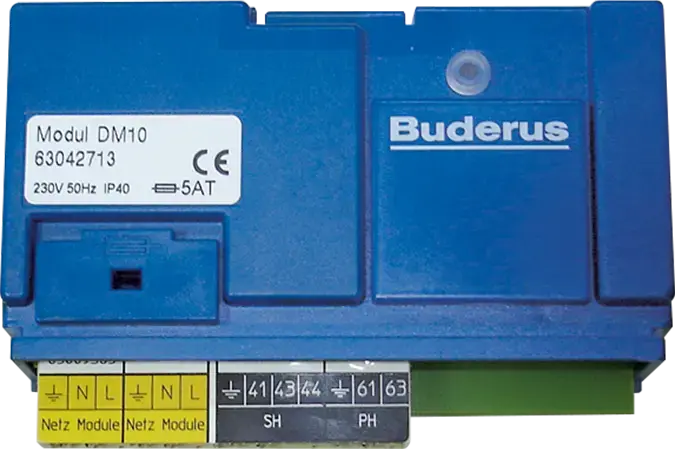 Modul DM10
63042713
CE
230V 50Hz IP40 5AT
Buderus
N L N L 41 43 44 61 63
Netz Module Netz Module SH PH